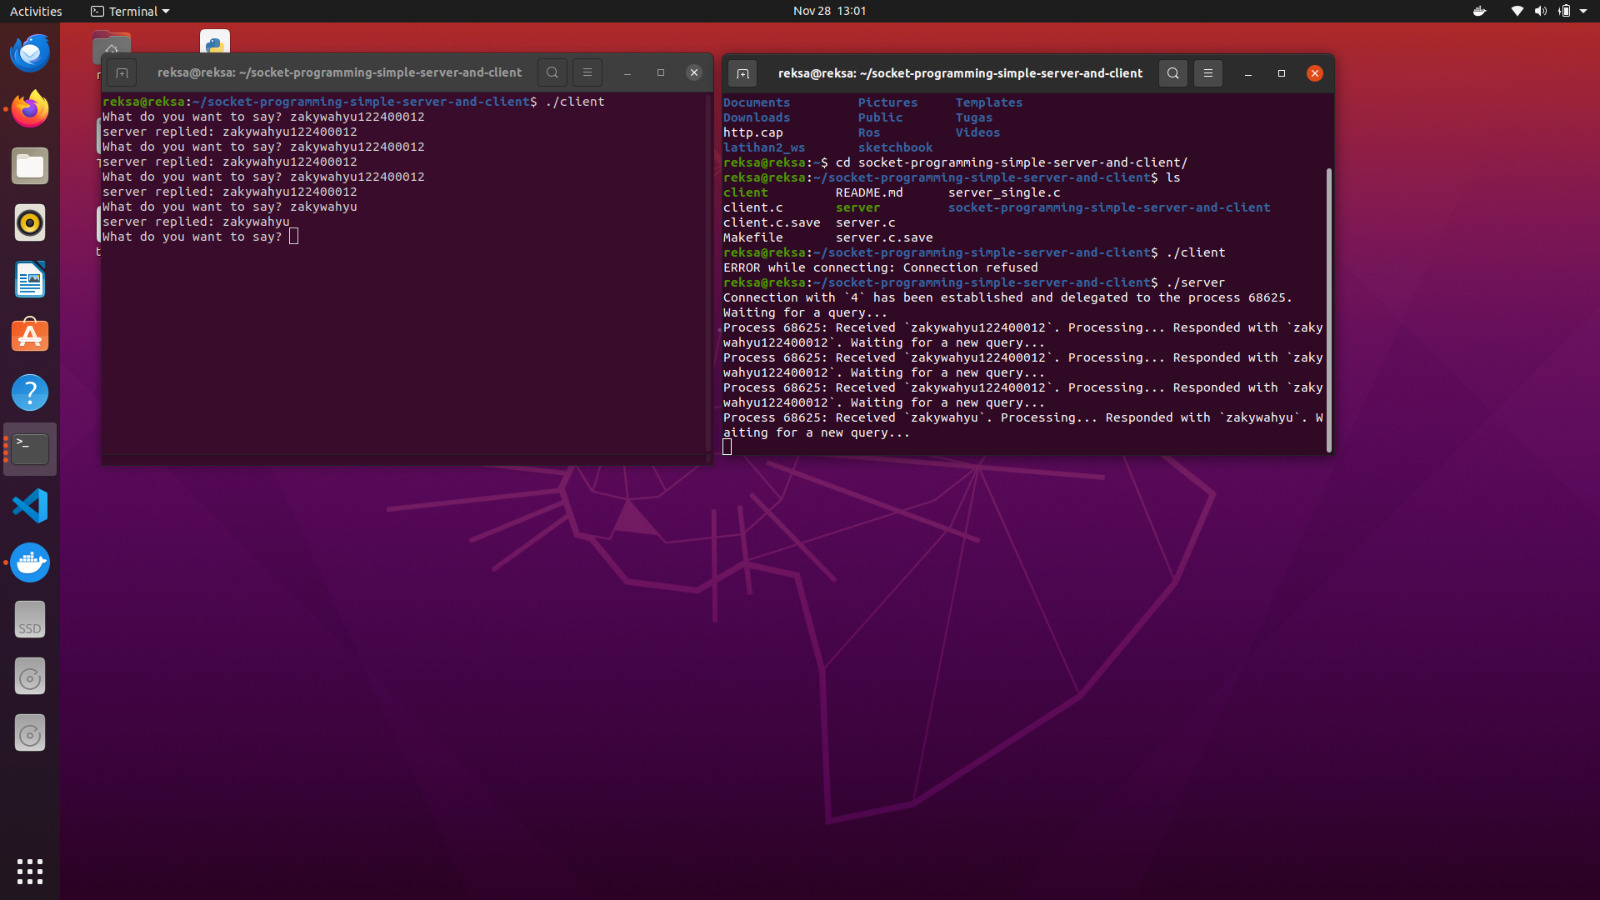 Activities Terminal Nov 28 13:01
reksa@reksa: ~/socket-programming-simple-server-and-client
reksa@reksa:~/socket-programming-simple-server-and-client$ ./client
What do you want to say? zakywahyu122400012
server replied: zakywahyu122400012
What do you want to say? zakywahyu122400012
server replied: zakywahyu122400012
What do you want to say? zakywahyu122400012
server replied: zakywahyu122400012
What do you want to say? zakywahyu
server replied: zakywahyu
What do you want to say?
reksa@reksa: ~/socket-programming-simple-server-and-client
Documents Pictures Templates
Downloads Public Tugas
http.cap Ros Videos
latihan2_ws sketchbook
reksa@reksa:~$ cd socket-programming-simple-server-and-client/
reksa@reksa:~/socket-programming-simple-server-and-client$ ls
client README.md server_single.c
client.c server socket-programming-simple-server-and-client
client.c.save server.c
Makefile server.c.save
reksa@reksa:~/socket-programming-simple-server-and-client$ ./client
ERROR while connecting: Connection refused
reksa@reksa:~/socket-programming-simple-server-and-client$ ./server
Connection with `4` has been established and delegated to the process 68625.
Waiting for a query...
Process 68625: Received `zakywahyu122400012`. Processing... Responded with `zaky
wahyu122400012`. Waiting for a new query...
Process 68625: Received `zakywahyu122400012`. Processing... Responded with `zaky
wahyu122400012`. Waiting for a new query...
Process 68625: Received `zakywahyu122400012`. Processing... Responded with `zaky
wahyu122400012`. Waiting for a new query...
Process 68625: Received `zakywahyu`. Processing... Responded with `zakywahyu`. W
aiting for a new query...
SSD